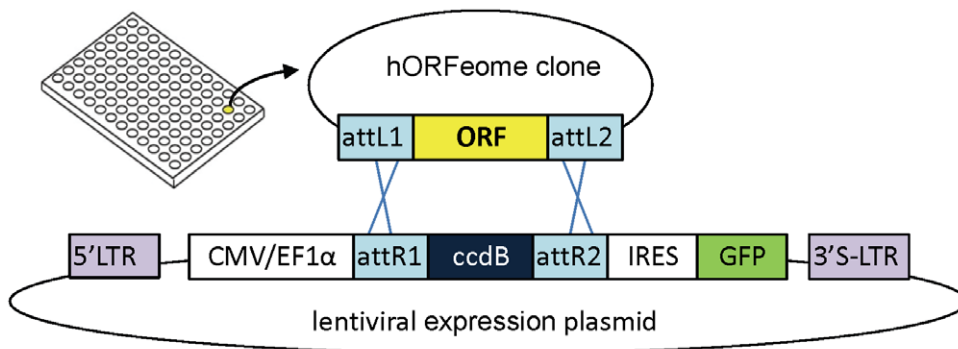 hORFeome clone
attL1 ORF attL2
5'LTR CMV/EF1α attR1 ccdB attR2 IRES GFP 3'S-LTR
lentiviral expression plasmid